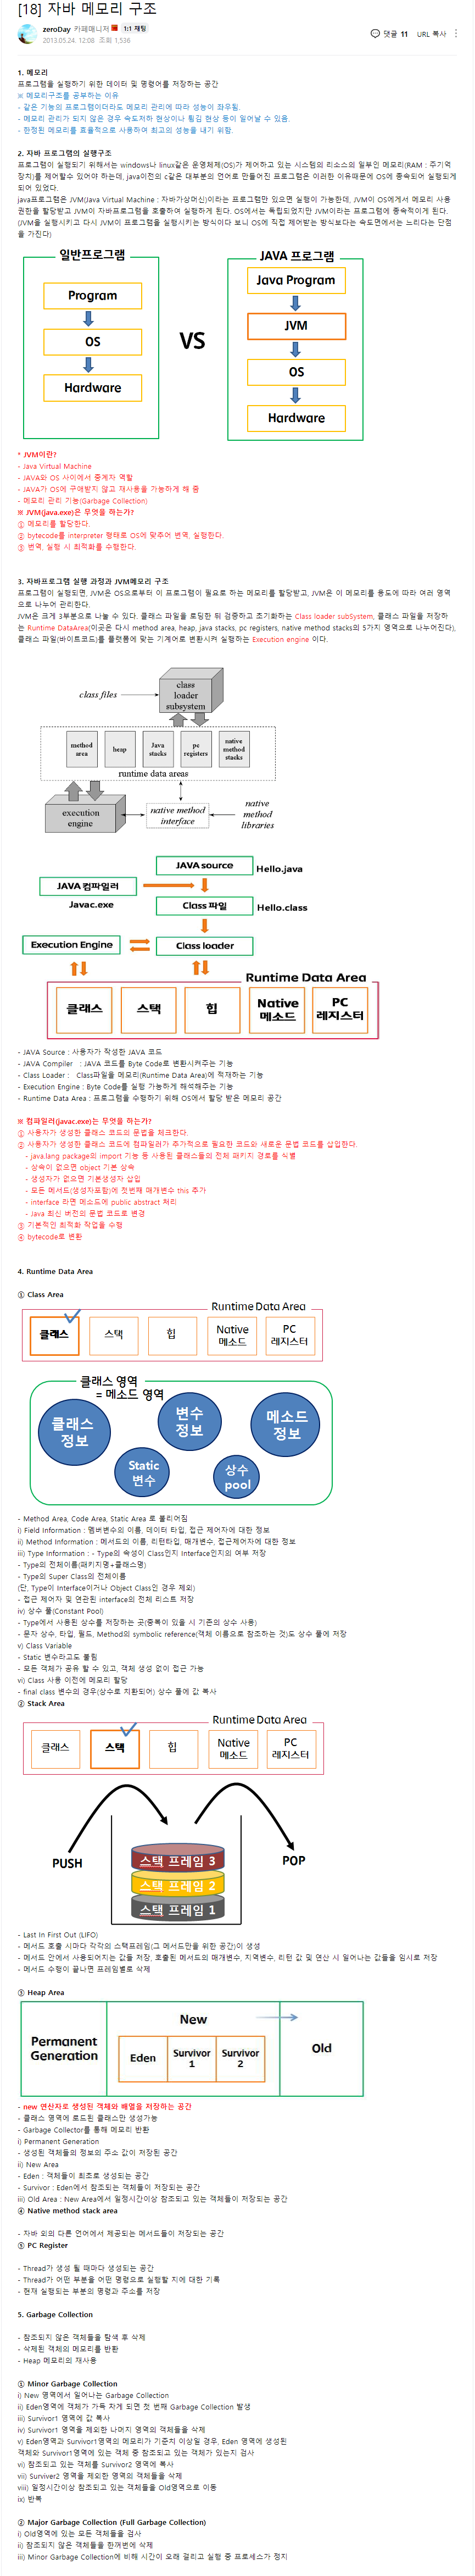 [18] 자바 메모리 구조
zeroDay 카페매니저 1:1 채팅
2013.05.24. 12:08 조회 1,536
댓글 11 URL 복사
1. 메모리
프로그램을 실행하기 위한 데이터 및 명령어를 저장하는 공간
※ 메모리구조를 공부하는 이유
- 같은 기능의 프로그램이더라도 메모리 관리에 따라 성능이 좌우됨.
- 메모리 관리가 되지 않은 경우 속도저하 현상이나 튕김 현상 등이 일어날 수 있음.
- 한정된 메모리를 효율적으로 사용하여 최고의 성능을 내기 위함.
2. 자바 프로그램의 실행구조
프로그램이 실행되기 위해서는 windows나 linux같은 운영체제(OS)가 제어하고 있는 시스템의 리소스의 일부인 메모리(RAM : 주기억
장치)를 제어할수 있어야 하는데, java이전의 c같은 대부분의 언어로 만들어진 프로그램은 이러한 이유때문에 OS에 종속되어 실행되게
되어 있었다.
java프로그램은 JVM(Java Virtual Machine : 자바가상머신)이라는 프로그램만 있으면 실행이 가능한데, JVM이 OS에게서 메모리 사용
권한을 할당받고 JVM이 자바프로그램을 호출하여 실행하게 된다. OS에서는 독립되었지만 JVM이라는 프로그램에 종속적이게 된다.
(JVM을 실행시키고 다시 JVM이 프로그램을 실행시키는 방식이다 보니 OS에 직접 제어받는 방식보다는 속도면에서는 느리다는 단점
을 가진다)
일반프로그램
Program
OS
Hardware
VS
JAVA 프로그램
Java Program
JVM
OS
Hardware
* JVM이란?
- Java Virtual Machine
- JAVA와 OS 사이에서 중계자 역할
- JAVA가 OS에 구애받지 않고 재사용을 가능하게 해 줌
- 메모리 관리 기능(Garbage Collection)
※ JVM(java.exe)은 무엇을 하는가?
① 메모리를 할당한다.
② bytecode를 interpreter 형태로 OS에 맞추어 번역, 실행한다.
③ 번역, 실행 시 최적화를 수행한다.
3. 자바프로그램 실행 과정과 JVM메모리 구조
프로그램이 실행되면, JVM은 OS으로부터 이 프로그램이 필요로 하는 메모리를 할당받고, JVM은 이 메모리를 용도에 따라 여러 영역
으로 나누어 관리한다.
JVM은 크게 3부분으로 나눌 수 있다. 클래스 파일을 로딩한 뒤 검증하고 초기화하는 Class loader subSystem, 클래스 파일을 저장하
는 Runtime DataArea(이곳은 다시 method area, heap, java stacks, pc registers, native method stacks의 5가지 영역으로 나누어진다),
클래스 파일(바이트코드)를 플랫폼에 맞는 기계어로 변환시켜 실행하는 Execution engine 이다.
class files
class loader subsystem
method area
heap
Java stacks
pc registers
native method stacks
runtime data areas
execution engine
native method interface
native method libraries
JAVA source
Hello.java
JAVA 컴파일러
Javac.exe
Class 파일
Hello.class
Execution Engine
Class loader
Runtime Data Area
클래스
스택
힙
Native 메소드
PC 레지스터
- JAVA Source : 사용자가 작성한 JAVA 코드
- JAVA Compiler : JAVA 코드를 Byte Code로 변환시켜주는 기능
- Class Loader : Class파일을 메모리(Runtime Data Area)에 적재하는 기능
- Execution Engine : Byte Code를 실행 가능하게 해석해주는 기능
- Runtime Data Area : 프로그램을 수행하기 위해 OS에서 할당 받은 메모리 공간
※ 컴파일러(javac.exe)는 무엇을 하는가?
① 사용자가 생성한 클래스 코드의 문법을 체크한다.
② 사용자가 생성한 클래스 코드에 컴파일러가 추가적으로 필요한 코드와 새로운 문법 코드를 삽입한다.
- java.lang package의 import 기능 등 사용된 클래스들의 전체 패키지 경로를 식별
- 상속이 없으면 object 기본 상속
- 생성자가 없으면 기본생성자 삽입
- 모든 메서드(생성자포함)에 첫번째 매개변수 this 추가
- interface 라면 메소드에 public abstract 처리
- Java 최신 버전의 문법 코드로 변경
③ 기본적인 최적화 작업을 수행
④ bytecode로 변환
4. Runtime Data Area
① Class Area
Runtime Data Area
클래스
스택
힙
Native 메소드
PC 레지스터
클래스 영역
= 메소드 영역
클래스 정보
변수 정보
메소드 정보
Static 변수
상수 pool
- Method Area, Code Area, Static Area 로 불리어짐
i) Field Information : 멤버변수의 이름, 데이터 타입, 접근 제어자에 대한 정보
ii) Method Information : 메서드의 이름, 리턴타입, 매개변수, 접근제어자에 대한 정보
iii) Type Information : - Type의 속성이 Class인지 Interface인지의 여부 저장
- Type의 전체이름(패키지명+클래스명)
- Type의 Super Class의 전체이름
(단, Type이 Interface이거나 Object Class인 경우 제외)
- 접근 제어자 및 연관된 interface의 전체 리스트 저장
iv) 상수 풀(Constant Pool)
- Type에서 사용된 상수를 저장하는 곳(중복이 있을 시 기존의 상수 사용)
- 문자 상수, 타입, 필드, Method의 symbolic reference(객체 이름으로 참조하는 것)도 상수 풀에 저장
v) Class Variable
- Static 변수라고도 불림
- 모든 객체가 공유 할 수 있고, 객체 생성 없이 접근 가능
vi) Class 사용 이전에 메모리 할당
- final class 변수의 경우(상수로 치환되어) 상수 풀에 값 복사
② Stack Area
Runtime Data Area
클래스
스택
힙
Native 메소드
PC 레지스터
PUSH
POP
스택 프레임 3
스택 프레임 2
스택 프레임 1
- Last In First Out (LIFO)
- 메서드 호출 시마다 각각의 스택프레임(그 메서드만을 위한 공간)이 생성
- 메서드 안에서 사용되어지는 값들 저장, 호출된 메서드의 매개변수, 지역변수, 리턴 값 및 연산 시 일어나는 값들을 임시로 저장
- 메서드 수행이 끝나면 프레임별로 삭제
③ Heap Area
Permanent Generation
New
Eden
Survivor 1
Survivor 2
Old
- new 연산자로 생성된 객체와 배열을 저장하는 공간
- 클래스 영역에 로드된 클래스만 생성가능
- Garbage Collector를 통해 메모리 반환
i) Permanent Generation
- 생성된 객체들의 정보의 주소 값이 저장된 공간
ii) New Area
- Eden : 객체들이 최초로 생성되는 공간
- Survivor : Eden에서 참조되는 객체들이 저장되는 공간
iii) Old Area : New Area에서 일정시간이상 참조되고 있는 객체들이 저장되는 공간
④ Native method stack area
- 자바 외의 다른 언어에서 제공되는 메서드들이 저장되는 공간
⑤ PC Register
- Thread가 생성 될 때마다 생성되는 공간
- Thread가 어떤 부분을 어떤 명령으로 실행할 지에 대한 기록
- 현재 실행되는 부분의 명령과 주소를 저장
5. Garbage Collection
- 참조되지 않은 객체들을 탐색 후 삭제
- 삭제된 객체의 메모리를 반환
- Heap 메모리의 재사용
① Minor Garbage Collection
i) New 영역에서 일어나는 Garbage Collection
ii) Eden영역에 객체가 가득 차게 되면 첫 번째 Garbage Collection 발생
iii) Survivor1 영역에 값 복사
iv) Survivor1 영역을 제외한 나머지 영역의 객체들을 삭제
v) Eden영역과 Survivor1영역의 메모리가 기준치 이상일 경우, Eden 영역에 생성된
객체와 Survivor1영역에 있는 객체 중 참조되고 있는 객체가 있는지 검사
vi) 참조되고 있는 객체를 Survivor2 영역에 복사
vii) Surviver2 영역을 제외한 영역의 객체들을 삭제
viii) 일정시간이상 참조되고 있는 객체들을 Old영역으로 이동
ix) 반복
② Major Garbage Collection (Full Garbage Collection)
i) Old영역에 있는 모든 객체들을 검사
ii) 참조되지 않은 객체들을 한꺼번에 삭제
iii) Minor Garbage Collection에 비해 시간이 오래 걸리고 실행 중 프로세스가 정지